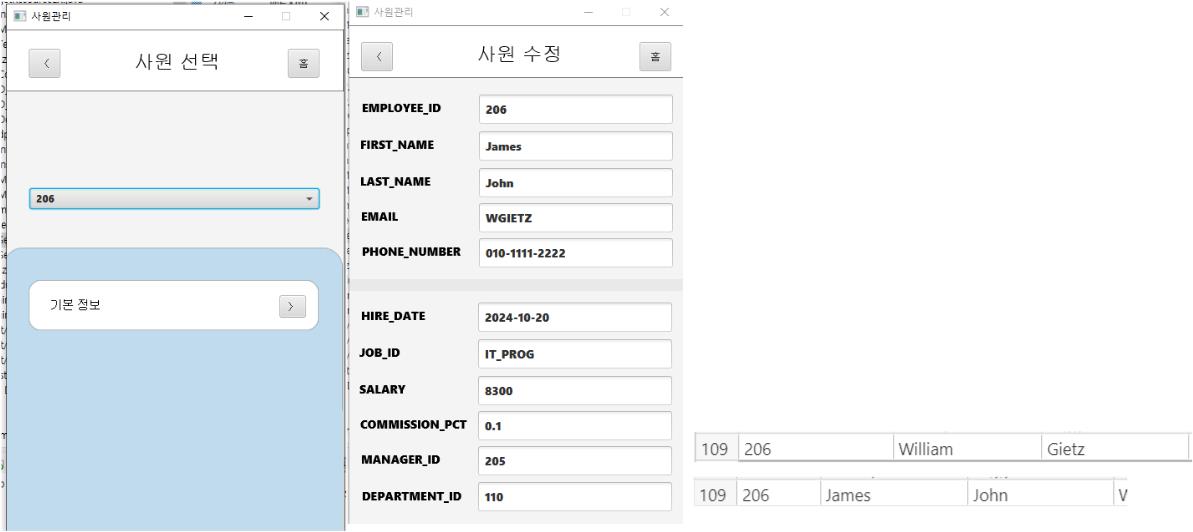 사원관리
〈
사원 선택
홈
206
기본 정보
〉
사원관리
〈
사원 수정
홈
EMPLOYEE_ID 206
FIRST_NAME James
LAST_NAME John
EMAIL WGIETZ
PHONE_NUMBER 010-1111-2222
HIRE_DATE 2024-10-20
JOB_ID IT_PROG
SALARY 8300
COMMISSION_PCT 0.1
MANAGER_ID 205
DEPARTMENT_ID 110
109 206 William Gietz
109 206 James John